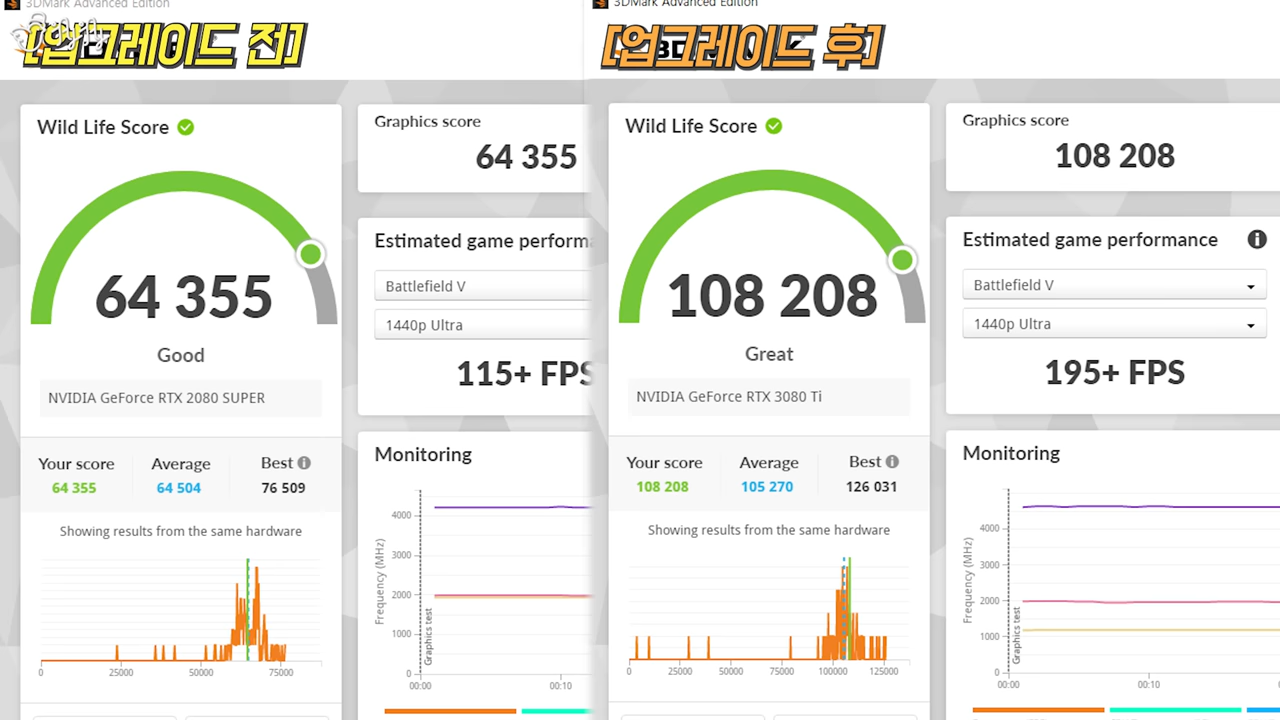 3DMark Advanced Edition
[업그레이드 전]
Wild Life Score
64 355
Good
NVIDIA GeForce RTX 2080 SUPER
Your score
Average
Best
64 355
64 504
76 509
Showing results from the same hardware
0
25000
50000
75000
Graphics score
64 355
Estimated game performa
Battlefield V
1440p Ultra
115+ FPS
Monitoring
Frequency (MHz)
4000
3000
2000
1000
0
Graphics test
00:00
00:10
3DMark Advanced Edition
[업그레이드 후]
Wild Life Score
108 208
Great
NVIDIA GeForce RTX 3080 Ti
Your score
Average
Best
108 208
105 270
126 031
Showing results from the same hardware
0
25000
50000
75000
100000
125000
Graphics score
108 208
Estimated game performance
Battlefield V
1440p Ultra
195+ FPS
Monitoring
Frequency (MHz)
4000
3000
2000
1000
0
Graphics test
00:00
00:10